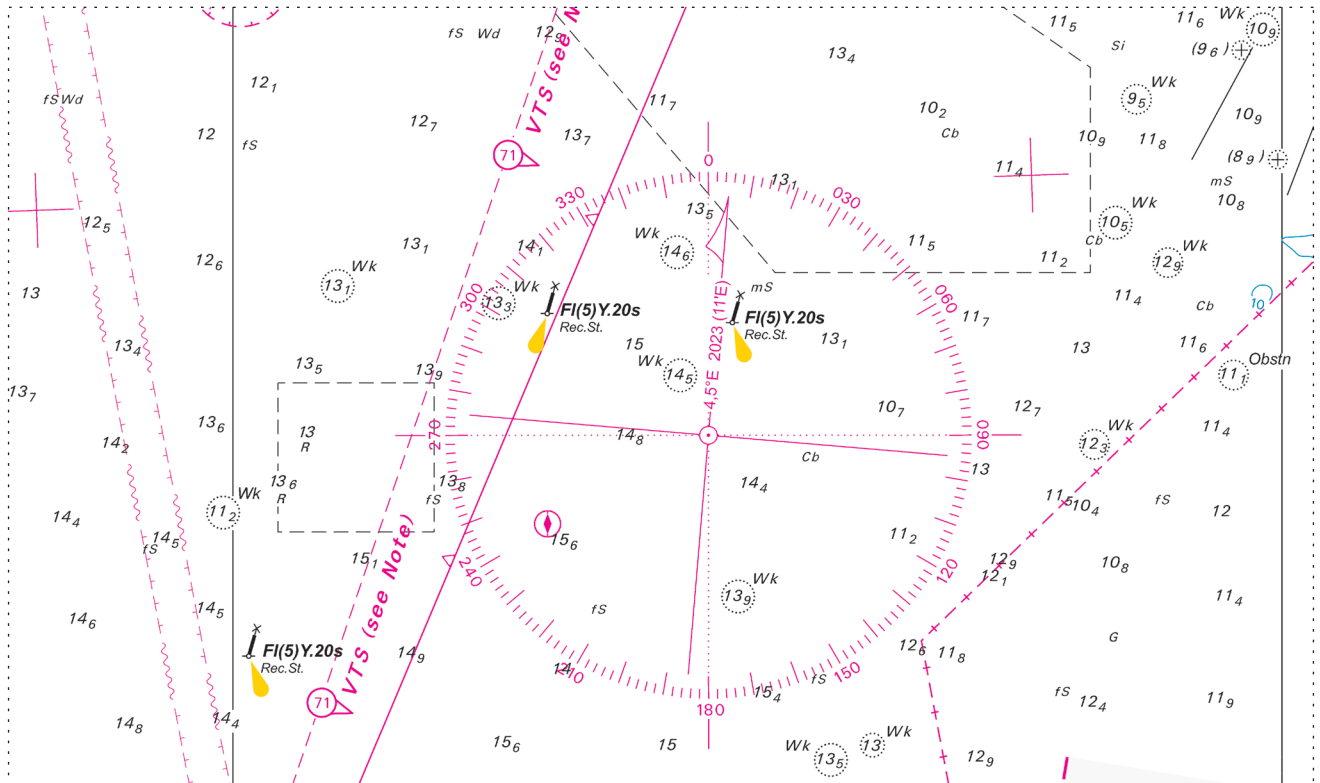 11₅
11₆
Wk
10₉
fS Wd
12₉
VTS (see N
Si
(9₆)
13₄
12₁
fS Wd
11₇
10₂
Wk
9₅
12₇
13₇
Cb
10₉
11₈
10₉
12
fS
71
0
(8₉)
11₄
13₁
mS
330
030
10₈
12₅
13₅
Wk
10₅
13₁
14₁
Wk
14₆
11₅
Cb
Wk
12₉
12₆
11₂
Wk
13₁
13
300
Wk
13₃
mS
060
11₄
Cb
10
Fl(5)Y.20s
Rec.St.
Fl(5)Y.20s
Rec.St.
11₇
4,5°E 2023 (11'E)
13₄
15
13₁
13
11₆
Obstn
11₁
13₅
13₉
Wk
14₅
13₇
10₇
12₇
13₆
13
R
270
14₈
090
Wk
12₃
11₄
14₂
Cb
13
13₆
R
13₈
fS
14₄
11₅
10₄
fS
12
Wk
11₂
14₄
14₅
fS
15₆
11₂
15₁
240
120
12₉
12₁
10₈
VTS (see Note)
Wk
13₉
11₄
14₅
fS
14₆
G
Fl(5)Y.20s
Rec.St.
14₉
12₆
11₈
14
210
150
fS
15₄
fS
12₄
11₉
71
180
14₈
14₄
15₆
15
Wk
13₅
13
Wk
12₉